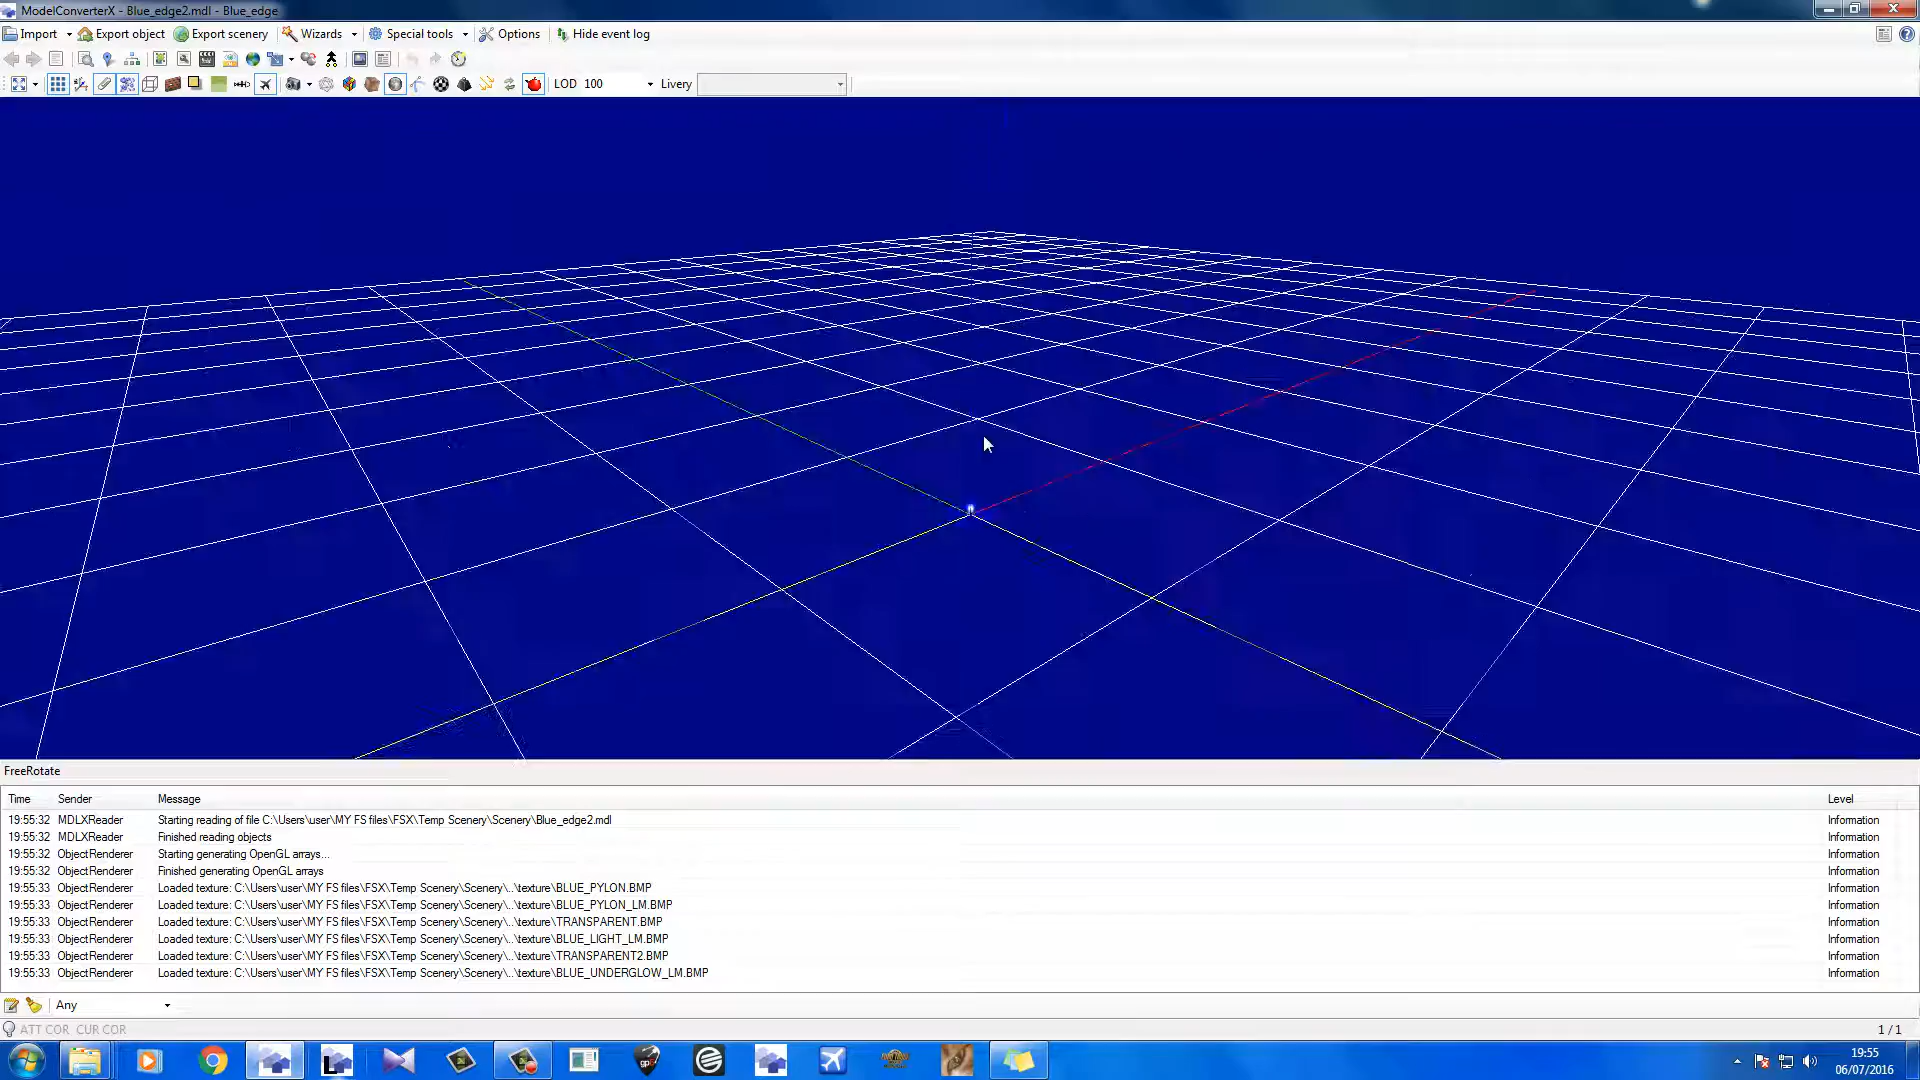 ModelConverterX - Blue_edge2.mdl - Blue_edge
Import Export object Export scenery Wizards Special tools Options Hide event log
LOD 100 Livery
FreeRotate
Time Sender Message Level
19:55:32 MDLXReader Starting reading of file C:\Users\user\MY FS files\FSX\Temp Scenery\Scenery\Blue_edge2.mdl Information
19:55:32 MDLXReader Finished reading objects Information
19:55:32 ObjectRenderer Starting generating OpenGL arrays... Information
19:55:32 ObjectRenderer Finished generating OpenGL arrays Information
19:55:33 ObjectRenderer Loaded texture: C:\Users\user\MY FS files\FSX\Temp Scenery\Scenery\..\texture\BLUE_PYLON.BMP Information
19:55:33 ObjectRenderer Loaded texture: C:\Users\user\MY FS files\FSX\Temp Scenery\Scenery\..\texture\BLUE_PYLON_LM.BMP Information
19:55:33 ObjectRenderer Loaded texture: C:\Users\user\MY FS files\FSX\Temp Scenery\Scenery\..\texture\TRANSPARENT.BMP Information
19:55:33 ObjectRenderer Loaded texture: C:\Users\user\MY FS files\FSX\Temp Scenery\Scenery\..\texture\BLUE_LIGHT_LM.BMP Information
19:55:33 ObjectRenderer Loaded texture: C:\Users\user\MY FS files\FSX\Temp Scenery\Scenery\..\texture\TRANSPARENT2.BMP Information
19:55:33 ObjectRenderer Loaded texture: C:\Users\user\MY FS files\FSX\Temp Scenery\Scenery\..\texture\BLUE_UNDERGLOW_LM.BMP Information
Any
ATT COR CUR COR 1 / 1
19:55
06/07/2016